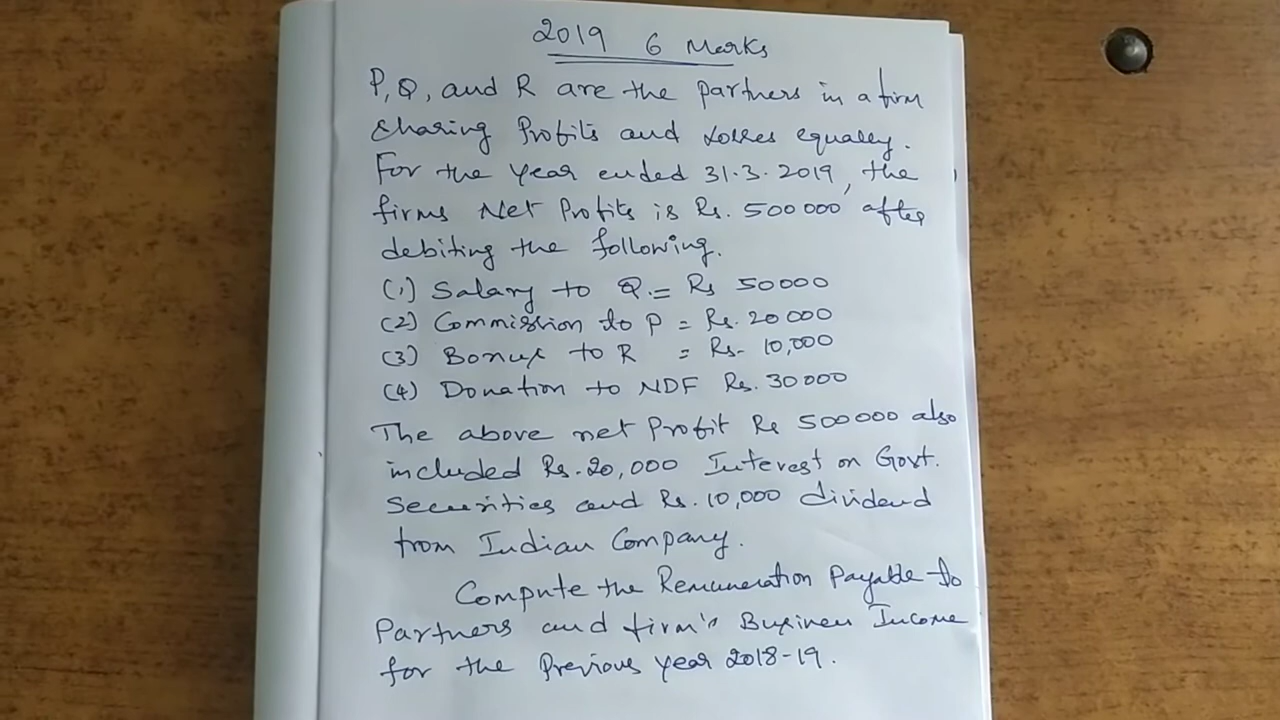 2019 6 Marks
P, Q, and R are the partners in a firm
sharing Profits and Losses equally.
For the year ended 31.3.2019, the
firms Net Profits is Rs. 500000 after
debiting the following.
(1) Salary to Q = Rs 50000
(2) Commission to P = Rs. 20000
(3) Bonus to R = Rs- 10,000
(4) Donation to NDF Rs. 30000
The above net Profit Rs 500000 also
included Rs. 20,000 Interest on Govt.
Securities and Rs. 10,000 dividend
from Indian Company.
Compute the Remuneration Payable to
Partners and firm's Business Income
for the Previous year 2018-19.